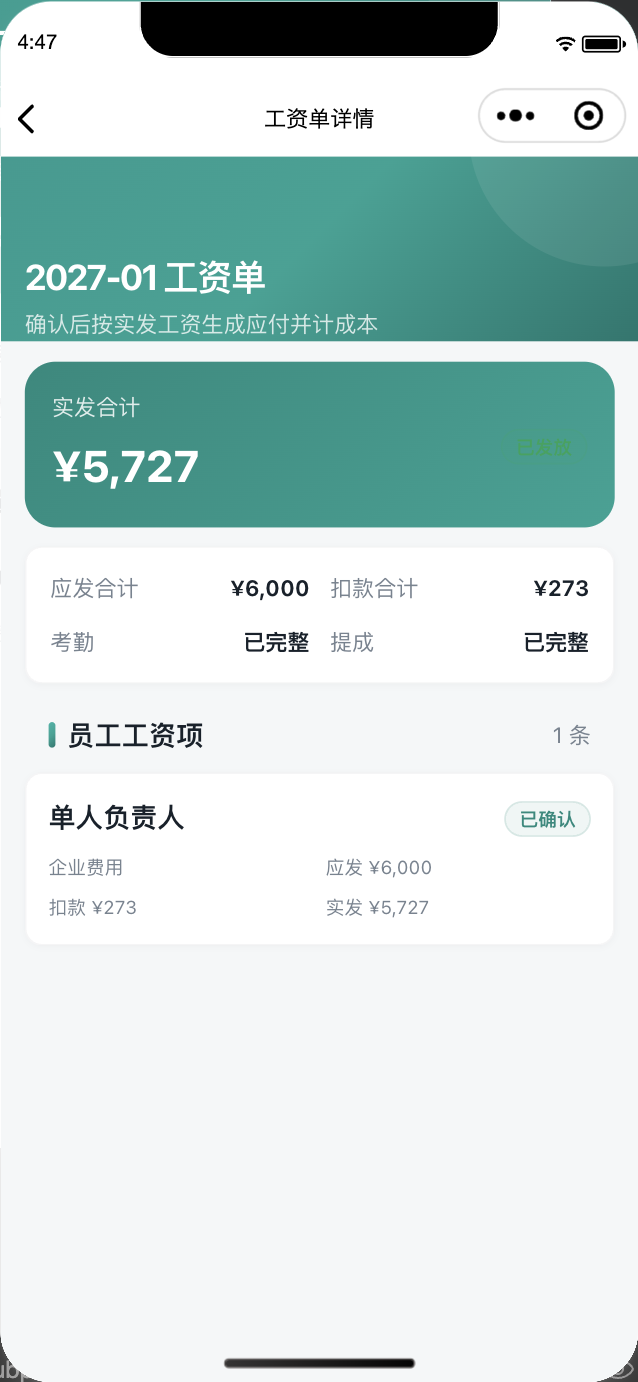 4:47
工资单详情
2027-01 工资单
确认后按实发工资生成应付并计成本
实发合计
¥5,727
已发放
应发合计 ¥6,000 扣款合计 ¥273
考勤 已完整 提成 已完整
员工工资项 1 条
单人负责人 已确认
企业费用 应发 ¥6,000
扣款 ¥273 实发 ¥5,727